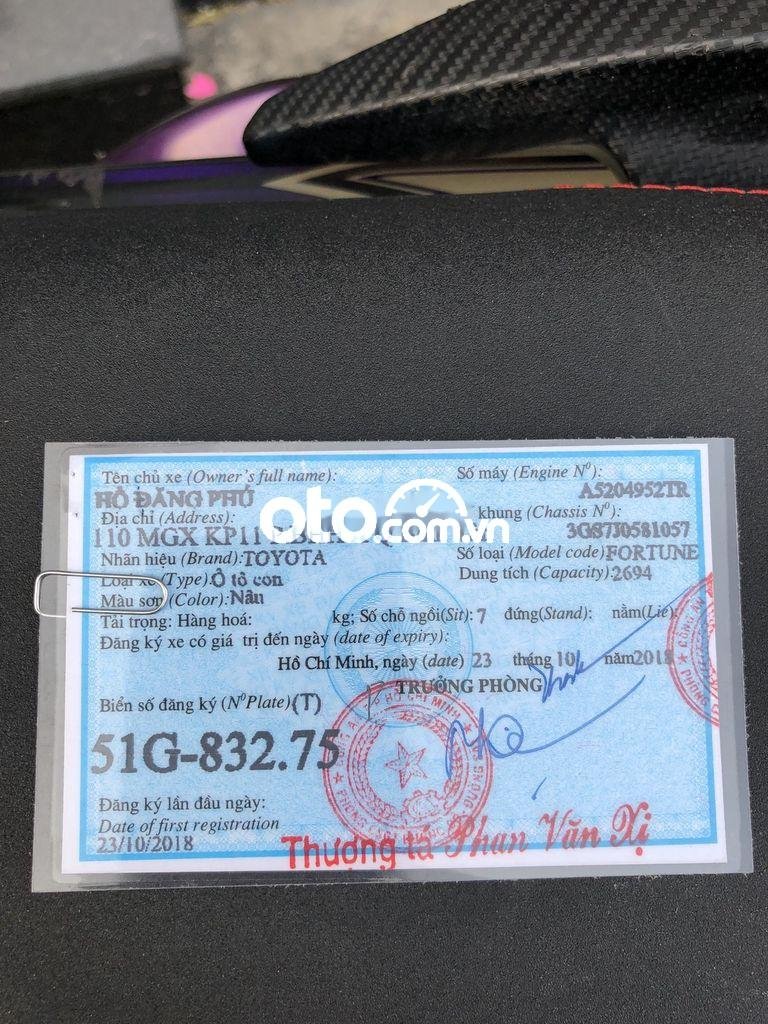 Tên chủ xe (Owner's full name):
HỒ ĐĂNG PHÚ
Số máy (Engine Nº):
A5204952TR
Địa chỉ (Address):
110 MGX KP11
khung (Chassis Nº):
3GS7J0581057
oto.com.vn
Nhãn hiệu (Brand): TOYOTA
Số loại (Model code) FORTUNE
Loại xe (Type) Ô tô con
Dung tích (Capacity): 2694
Màu sơn (Color): Nâu
Tải trọng: Hàng hoá: kg; Số chỗ ngồi(Sit): 7 đứng(Stand): nằm(Lie):
Đăng ký xe có giá trị đến ngày (date of expiry):
Hồ Chí Minh, ngày (date) 23 tháng 10 năm2018
TRƯỞNG PHÒNG
Biển số đăng ký (NºPlate)(T)
51G-832.75
Đăng ký lần đầu ngày:
Date of first registration
23/10/2018
Thượng tá Phan Văn Xị